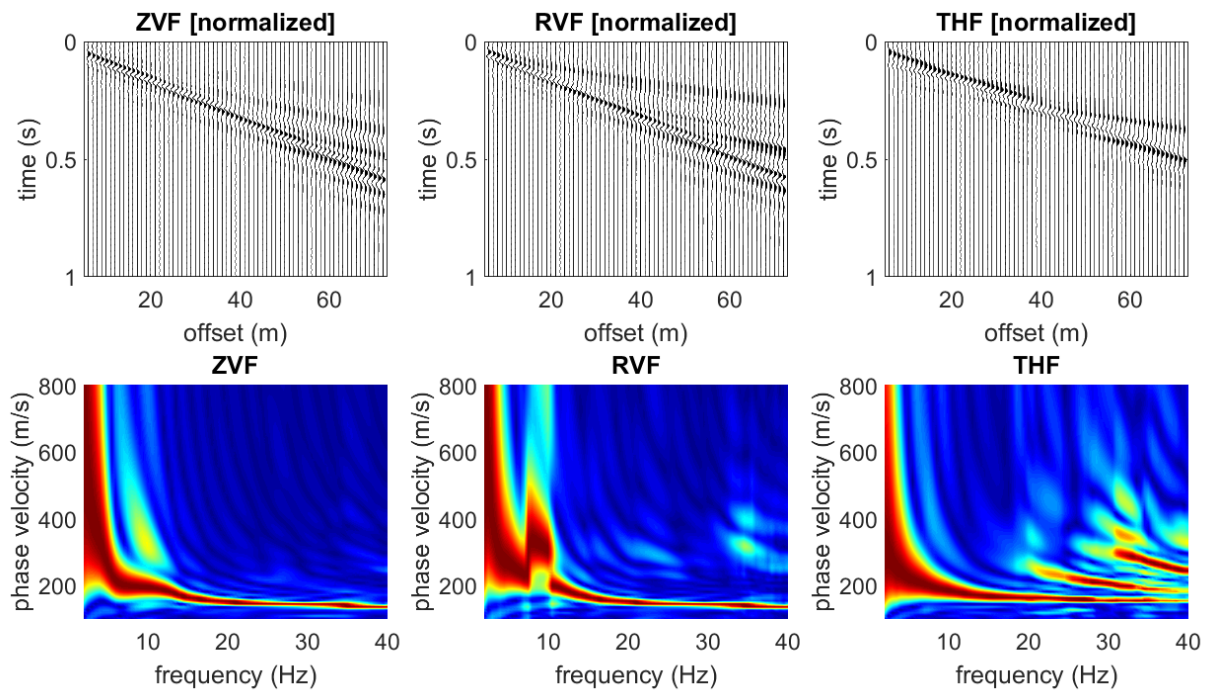 ZVF [normalized]
RVF [normalized]
THF [normalized]
0
0.5
1
time (s)
20
40
60
offset (m)
0
0.5
1
time (s)
20
40
60
offset (m)
0
0.5
1
time (s)
20
40
60
offset (m)
ZVF
RVF
THF
800
600
400
200
phase velocity (m/s)
10
20
30
40
frequency (Hz)
800
600
400
200
phase velocity (m/s)
10
20
30
40
frequency (Hz)
800
600
400
200
phase velocity (m/s)
10
20
30
40
frequency (Hz)